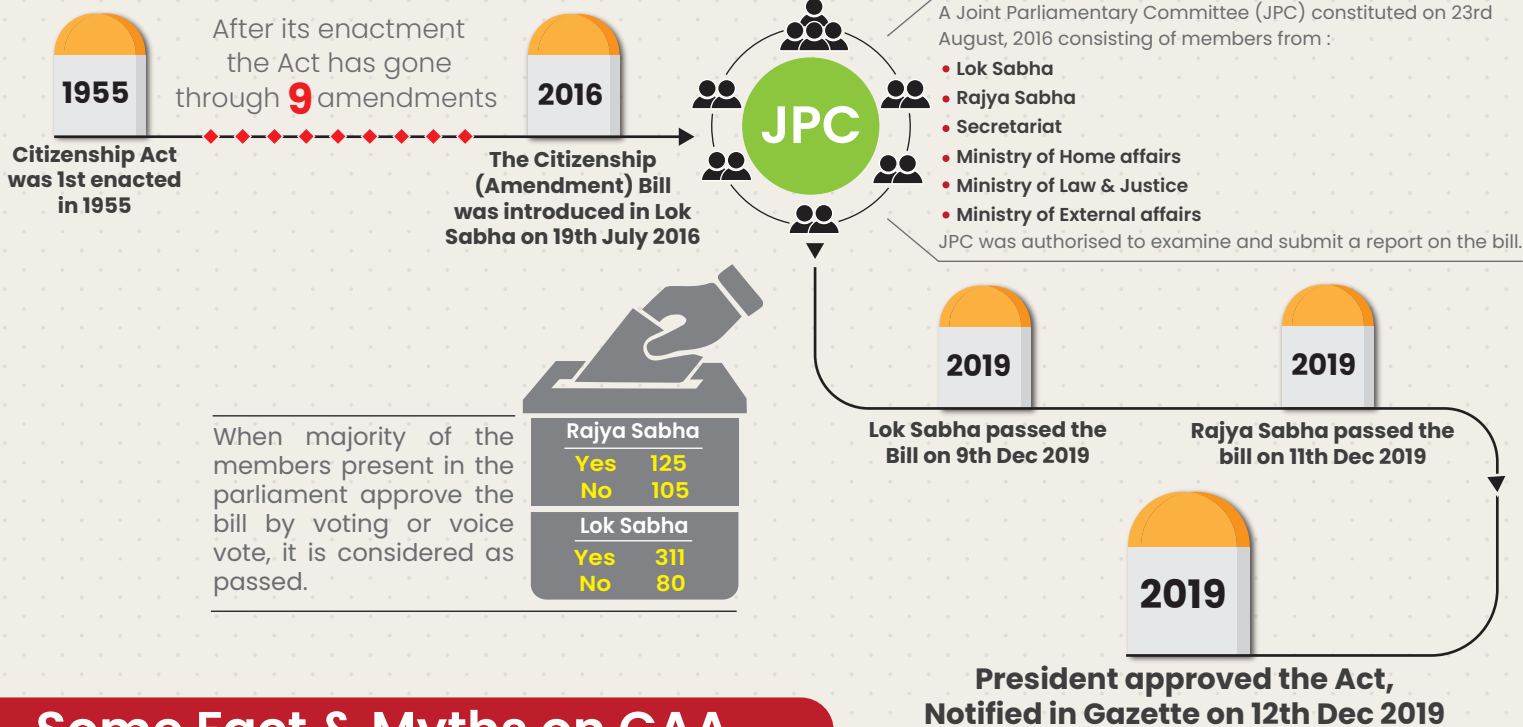 1955
After its enactment
the Act has gone
through 9 amendments
2016
Citizenship Act
was 1st enacted
in 1955
The Citizenship
(Amendment) Bill
was introduced in Lok
Sabha on 19th July 2016
JPC
A Joint Parliamentary Committee (JPC) constituted on 23rd
August, 2016 consisting of members from :
• Lok Sabha
• Rajya Sabha
• Secretariat
• Ministry of Home affairs
• Ministry of Law & Justice
• Ministry of External affairs
JPC was authorised to examine and submit a report on the bill.
2019
Lok Sabha passed the
Bill on 9th Dec 2019
2019
Rajya Sabha passed the
bill on 11th Dec 2019
When majority of the
members present in the
parliament approve the
bill by voting or voice
vote, it is considered as
passed.
Rajya Sabha
Yes 125
No 105
Lok Sabha
Yes 311
No 80
2019
President approved the Act,
Notified in Gazette on 12th Dec 2019
Some Fact & Myths on CAA